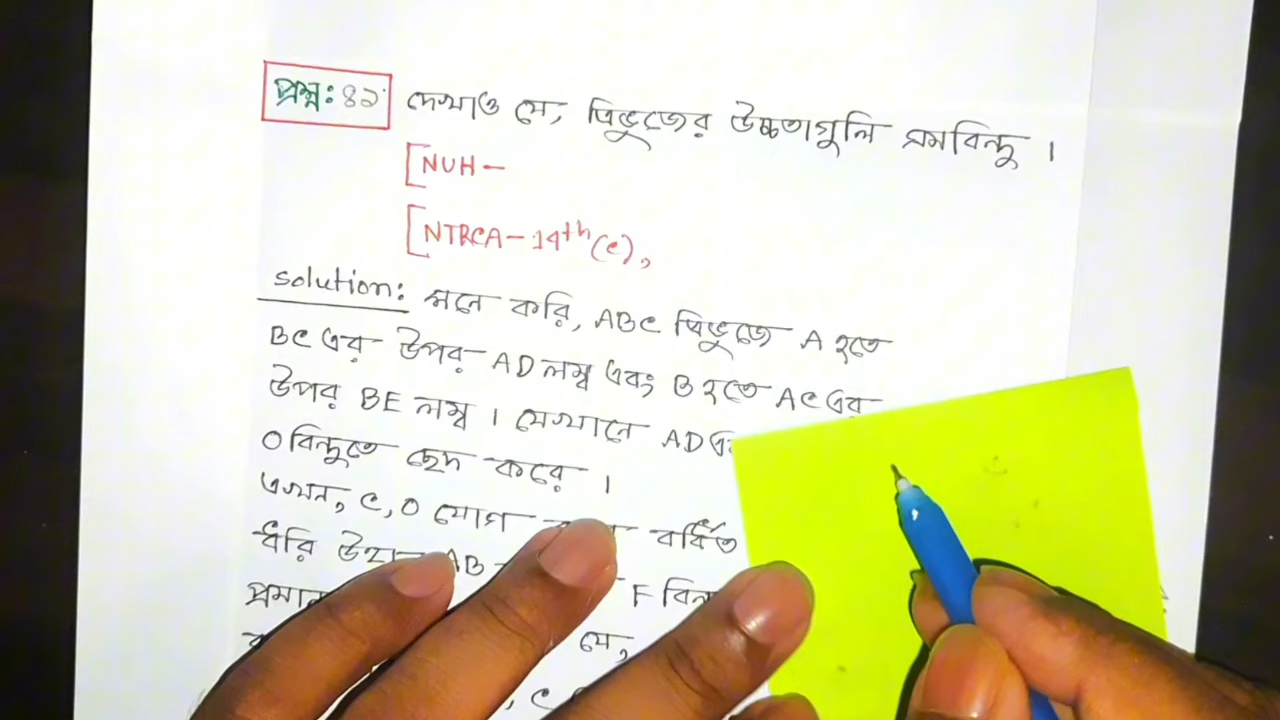 প্রশ্ন: ৪২ দেখাও যে, ত্রিভুজের উচ্চতাগুলি সমবিন্দু ।
[NUH —
[NTRCA — 14th (C),
Solution: মনে করি, ABC ত্রিভুজে A হতে
BC এর উপর AD লম্ব এবং B হতে AC এর
উপর BE লম্ব । যেখানে AD
O বিন্দুতে ছেদ করে ।
এখন, C, O যোগ বর্ধিত
ধরি AB
F
যে,